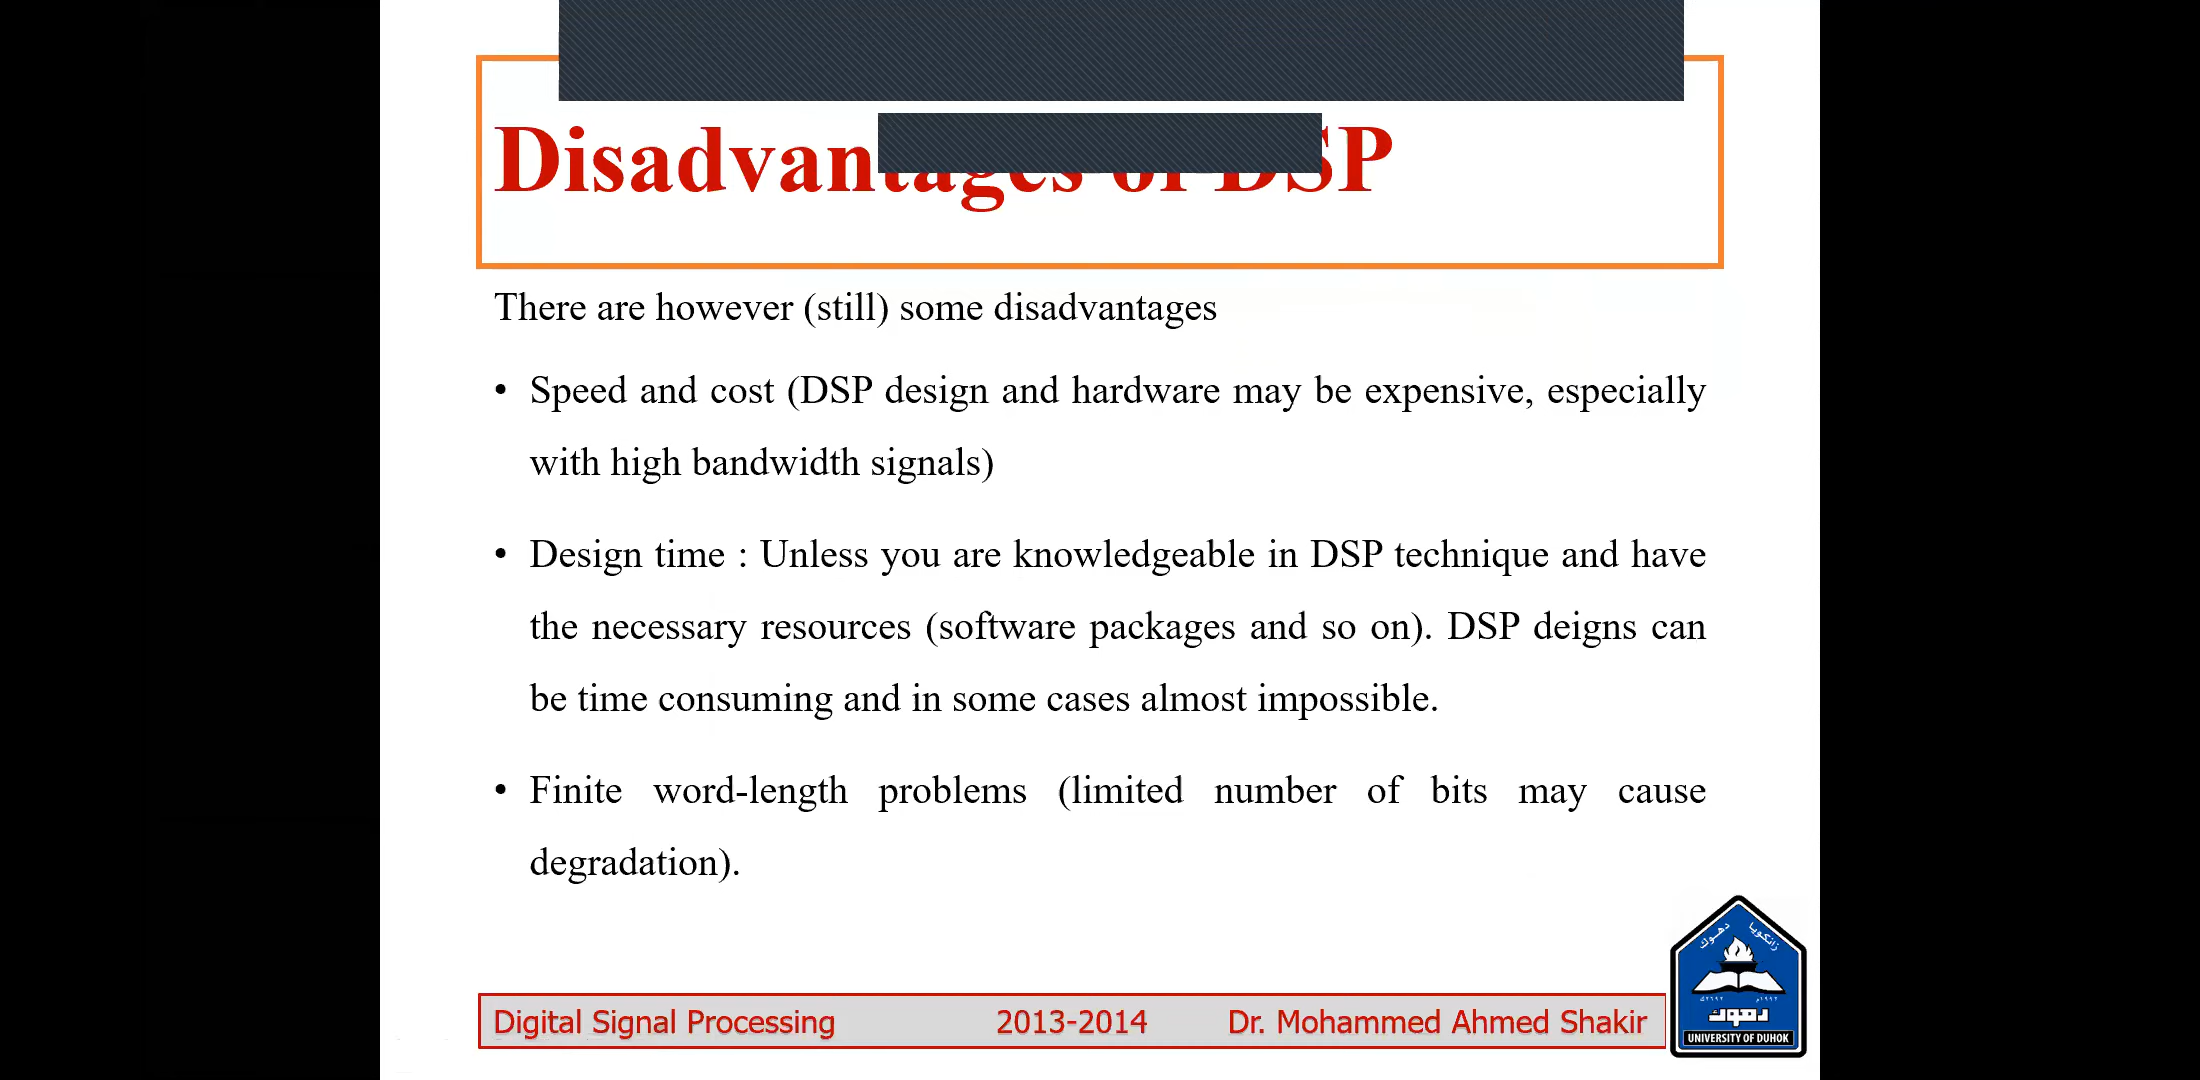 Disadvantages of DSP
There are however (still) some disadvantages
• Speed and cost (DSP design and hardware may be expensive, especially
with high bandwidth signals)
• Design time : Unless you are knowledgeable in DSP technique and have
the necessary resources (software packages and so on). DSP deigns can
be time consuming and in some cases almost impossible.
• Finite word-length problems (limited number of bits may cause
degradation).
Digital Signal Processing 2013-2014 Dr. Mohammed Ahmed Shakir
زانكويا دهوك
UNIVERSITY OF DUHOK